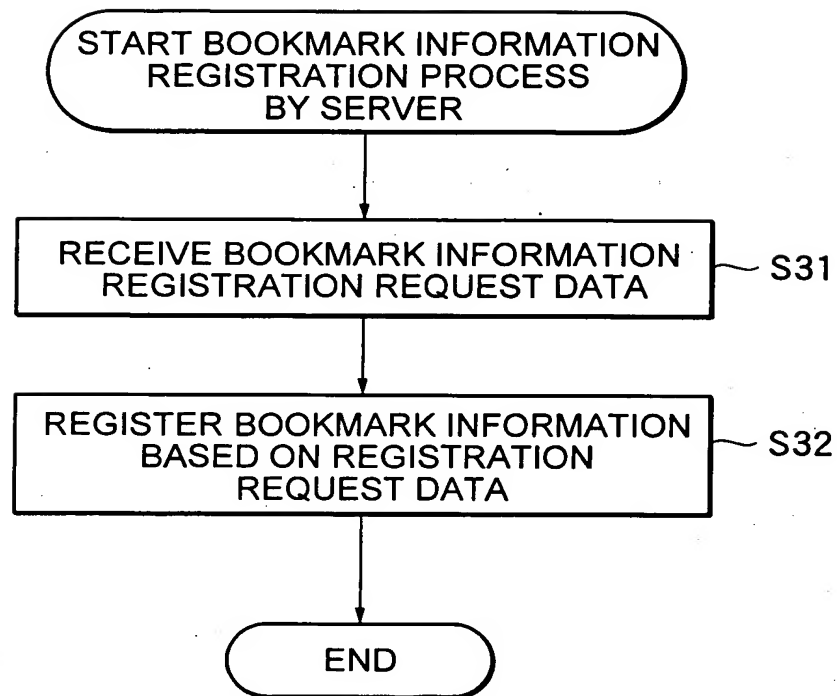 START BOOKMARK INFORMATION
REGISTRATION PROCESS
BY SERVER
RECEIVE BOOKMARK INFORMATION
REGISTRATION REQUEST DATA
S31
REGISTER BOOKMARK INFORMATION
BASED ON REGISTRATION
REQUEST DATA
S32
END